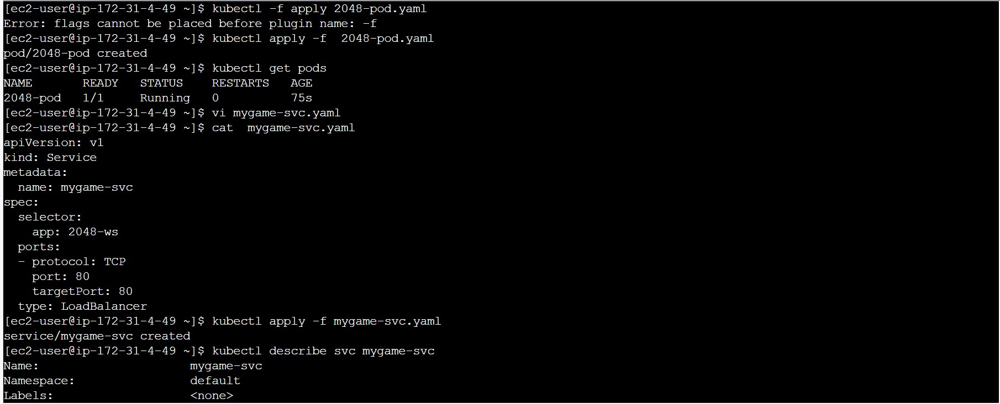 [ec2-user@ip-172-31-4-49 ~]$ kubectl -f apply 2048-pod.yaml
Error: flags cannot be placed before plugin name: -f
[ec2-user@ip-172-31-4-49 ~]$ kubectl apply -f  2048-pod.yaml
pod/2048-pod created
[ec2-user@ip-172-31-4-49 ~]$ kubectl get pods
NAME       READY   STATUS    RESTARTS   AGE
2048-pod   1/1     Running   0          75s
[ec2-user@ip-172-31-4-49 ~]$ vi mygame-svc.yaml
[ec2-user@ip-172-31-4-49 ~]$ cat  mygame-svc.yaml
apiVersion: v1
kind: Service
metadata:
  name: mygame-svc
spec:
  selector:
    app: 2048-ws
  ports:
  - protocol: TCP
    port: 80
    targetPort: 80
  type: LoadBalancer
[ec2-user@ip-172-31-4-49 ~]$ kubectl apply -f mygame-svc.yaml
service/mygame-svc created
[ec2-user@ip-172-31-4-49 ~]$ kubectl describe svc mygame-svc
Name:                     mygame-svc
Namespace:                default
Labels:                   <none>